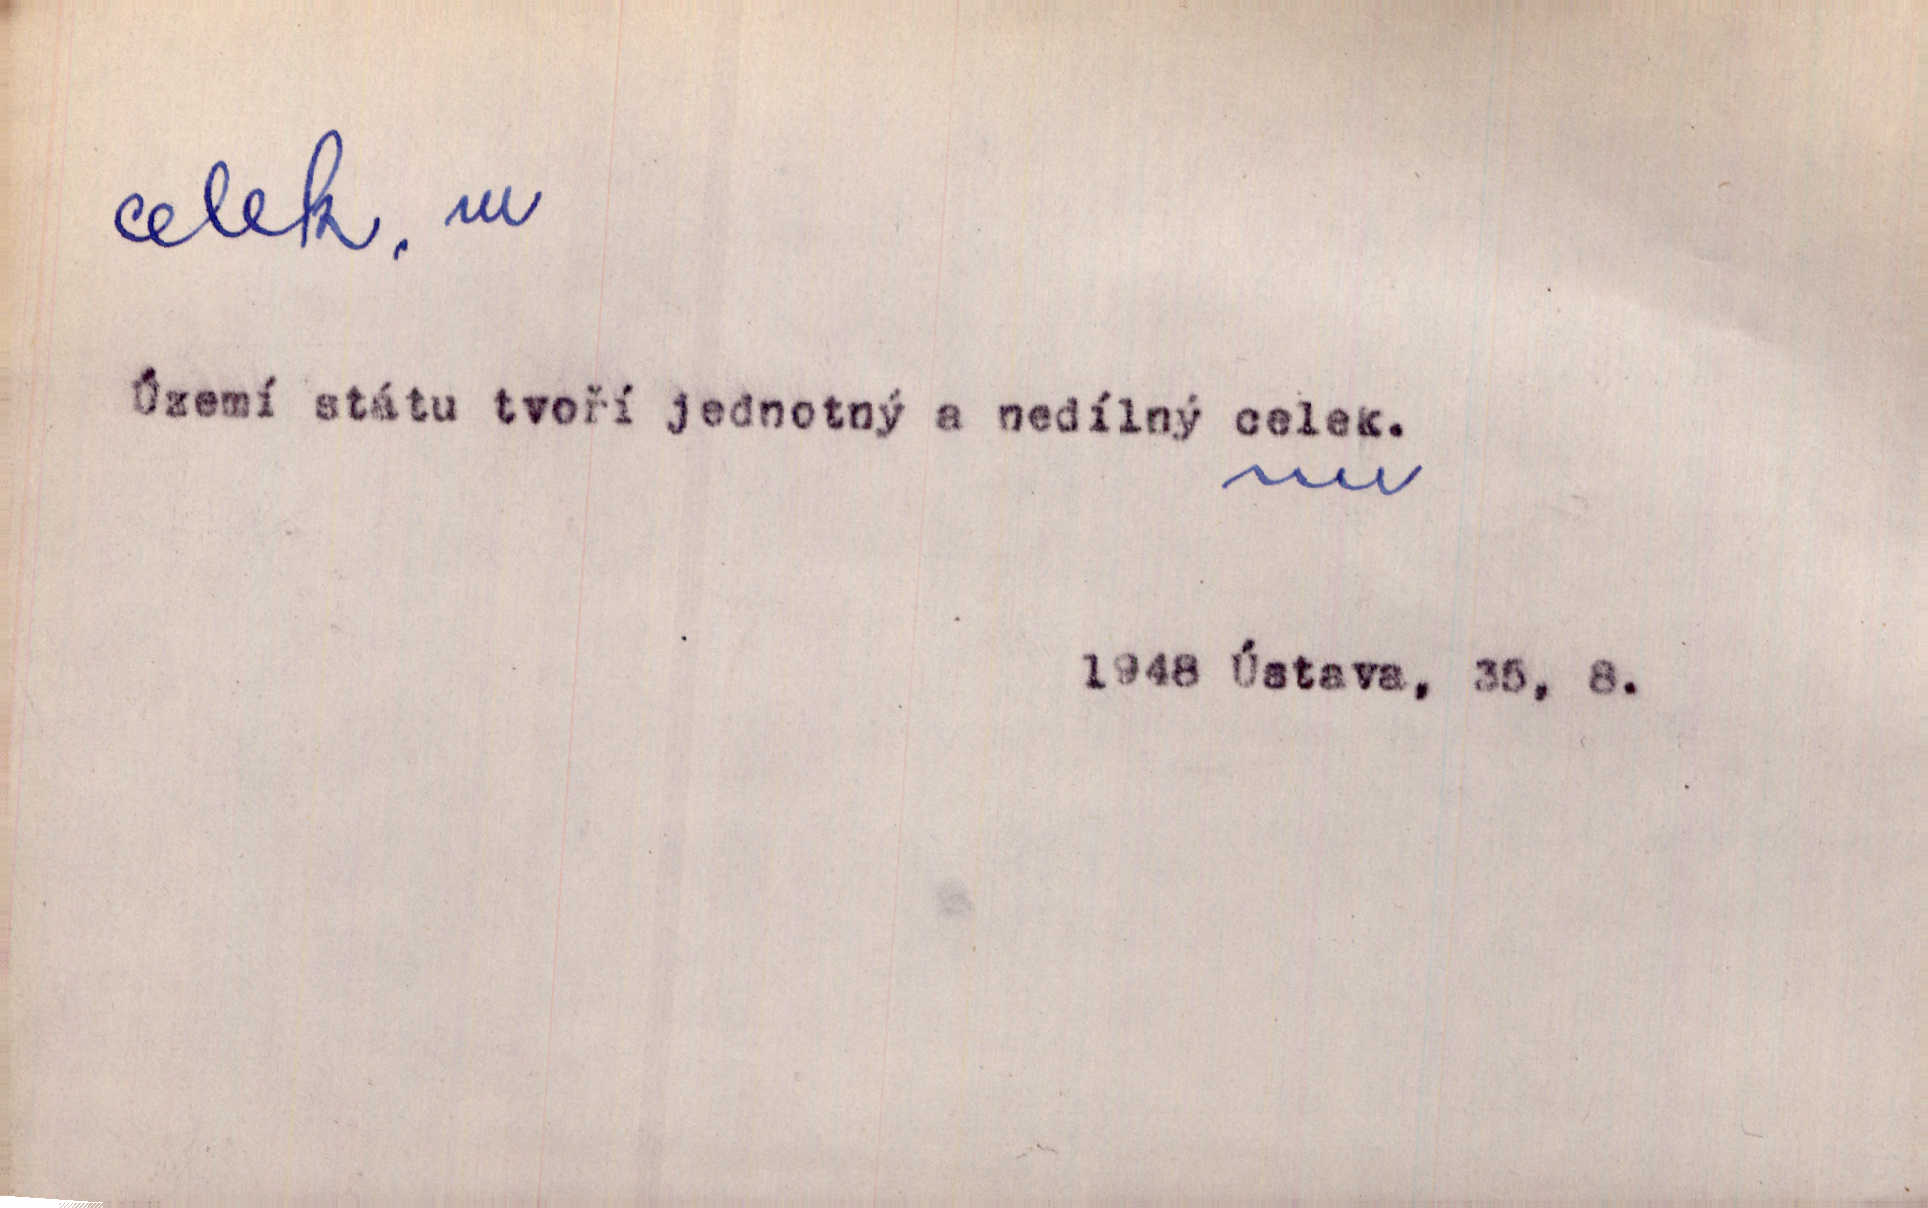 celek, m
Území státu tvoří jednotný a nedílný celek.
1948 Ústava, 35, 8.